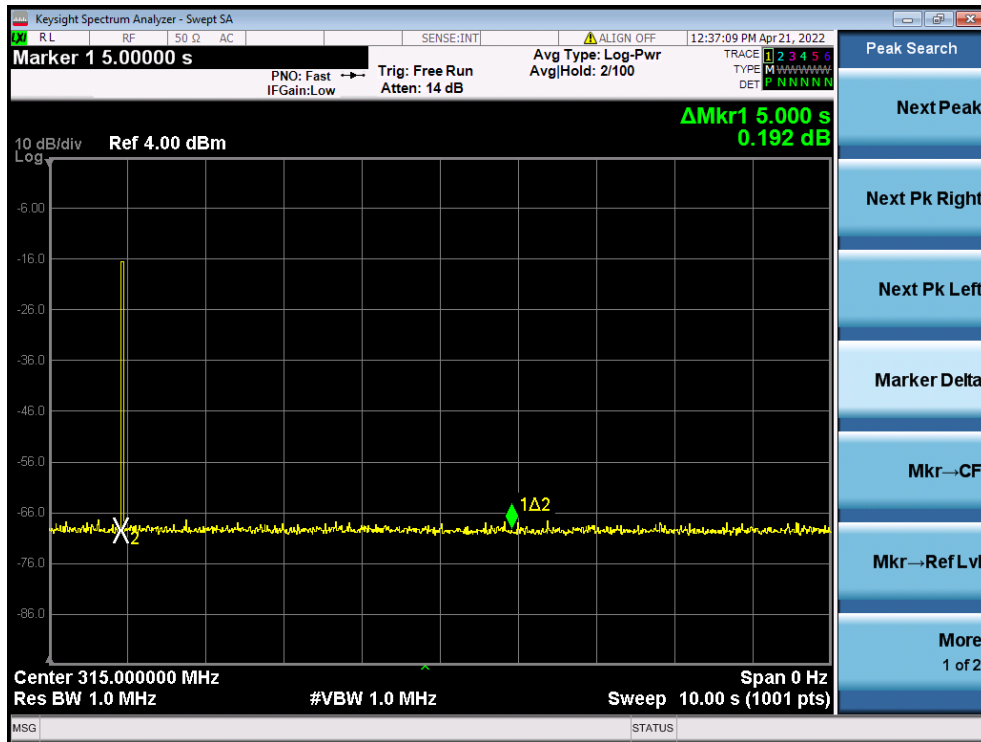 Keysight Spectrum Analyzer - Swept SA
LXI RL RF 50 Ω AC SENSE:INT ALIGN OFF 12:37:09 PM Apr 21, 2022
Marker 1 5.00000 s
PNO: Fast
IFGain:Low
Trig: Free Run
Atten: 14 dB
Avg Type: Log-Pwr
Avg|Hold: 2/100
TRACE 1 2 3 4 5 6
TYPE M WWWWW
DET P N N N N N
ΔMkr1 5.000 s
0.192 dB
10 dB/div Ref 4.00 dBm
Log
-6.00
-16.0
-26.0
-36.0
-46.0
-56.0
-66.0
-76.0
-86.0
1Δ2
2
Center 315.000000 MHz Span 0 Hz
Res BW 1.0 MHz #VBW 1.0 MHz Sweep 10.00 s (1001 pts)
MSG STATUS
Peak Search
Next Peak
Next Pk Right
Next Pk Left
Marker Delta
Mkr→CF
Mkr→Ref Lvl
More
1 of 2